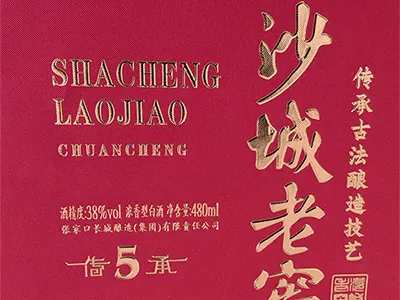 SHACHENG
LAOJIAO
CHUANCHENG
酒精度:38%vol 浓香型白酒 净含量:480ml
张家口长城酿造(集团)有限责任公司
传5承
沙城老窖
传承古法酿造技艺